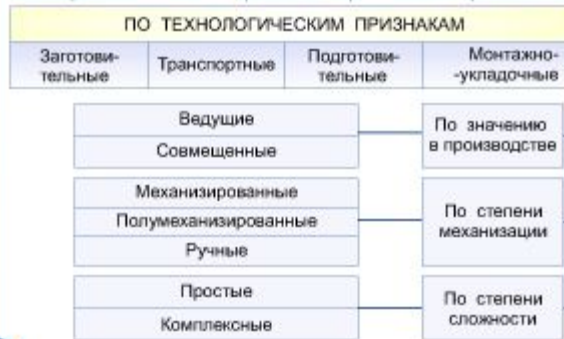 ПО ТЕХНОЛОГИЧЕСКИМ ПРИЗНАКАМ
Заготови-
тельные
Транспортные
Подготови-
тельные
Монтажно-
-укладочные
Ведущие
Совмещенные
По значению
в производстве
Механизированные
Полумеханизированные
Ручные
По степени
механизации
Простые
Комплексные
По степени
сложности